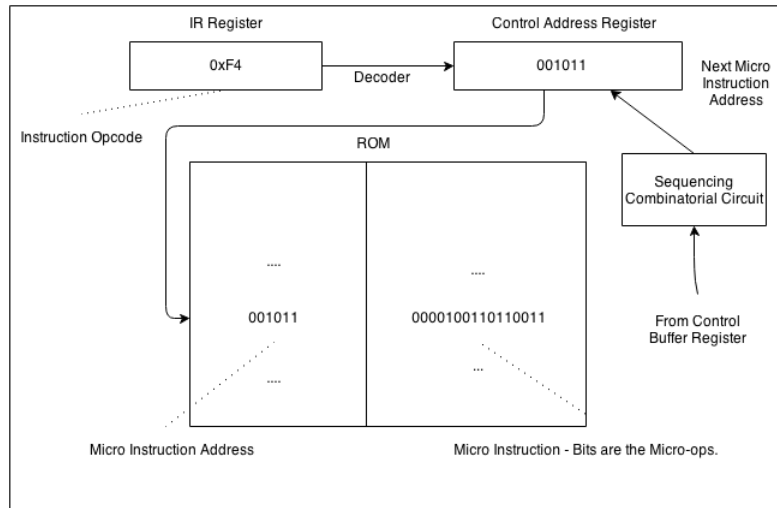 IR Register
Control Address Register
0xF4
Decoder
001011
Next Micro
Instruction
Address
Instruction Opcode
ROM
Sequencing
Combinatorial Circuit
....
....
001011
0000100110110011
From Control
Buffer Register
....
...
Micro Instruction Address
Micro Instruction - Bits are the Micro-ops.